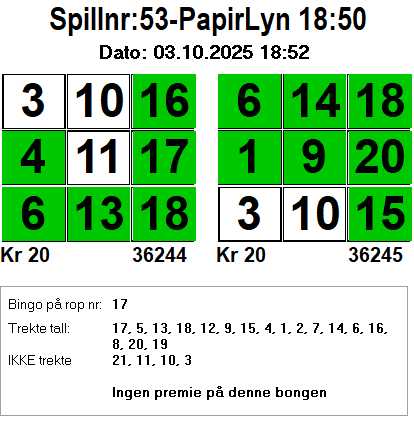 Spillnr:53-PapirLyn 18:50
Dato: 03.10.2025 18:52
3 10 16 6 14 18
4 11 17 1 9 20
6 13 18 3 10 15
Kr 20 36244 Kr 20 36245
Bingo på rop nr: 17
Trekte tall: 17, 5, 13, 18, 12, 9, 15, 4, 1, 2, 7, 14, 6, 16,
8, 20, 19
IKKE trekte 21, 11, 10, 3
Ingen premie på denne bongen